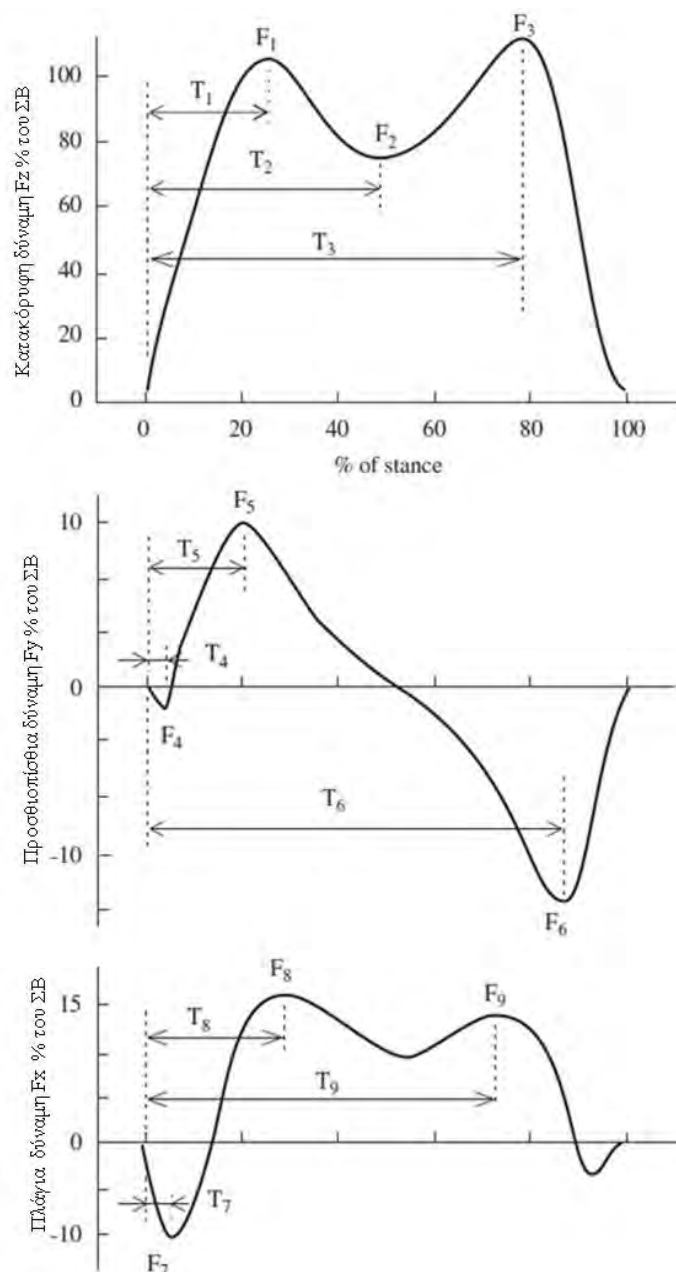 Κατακόρυφη δύναμη Fz % του ΣΒ
100
80
60
40
20
0
F1
F2
F3
T1
T2
T3
0 20 40 60 80 100
% of stance
Προσθιοπίσθια δύναμη Fy % του ΣΒ
10
0
-10
F5
T5
T4
F4
T6
F6
Πλάγια δύναμη Fx % του ΣΒ
15
0
-10
F8
F9
T8
T9
T7
F7